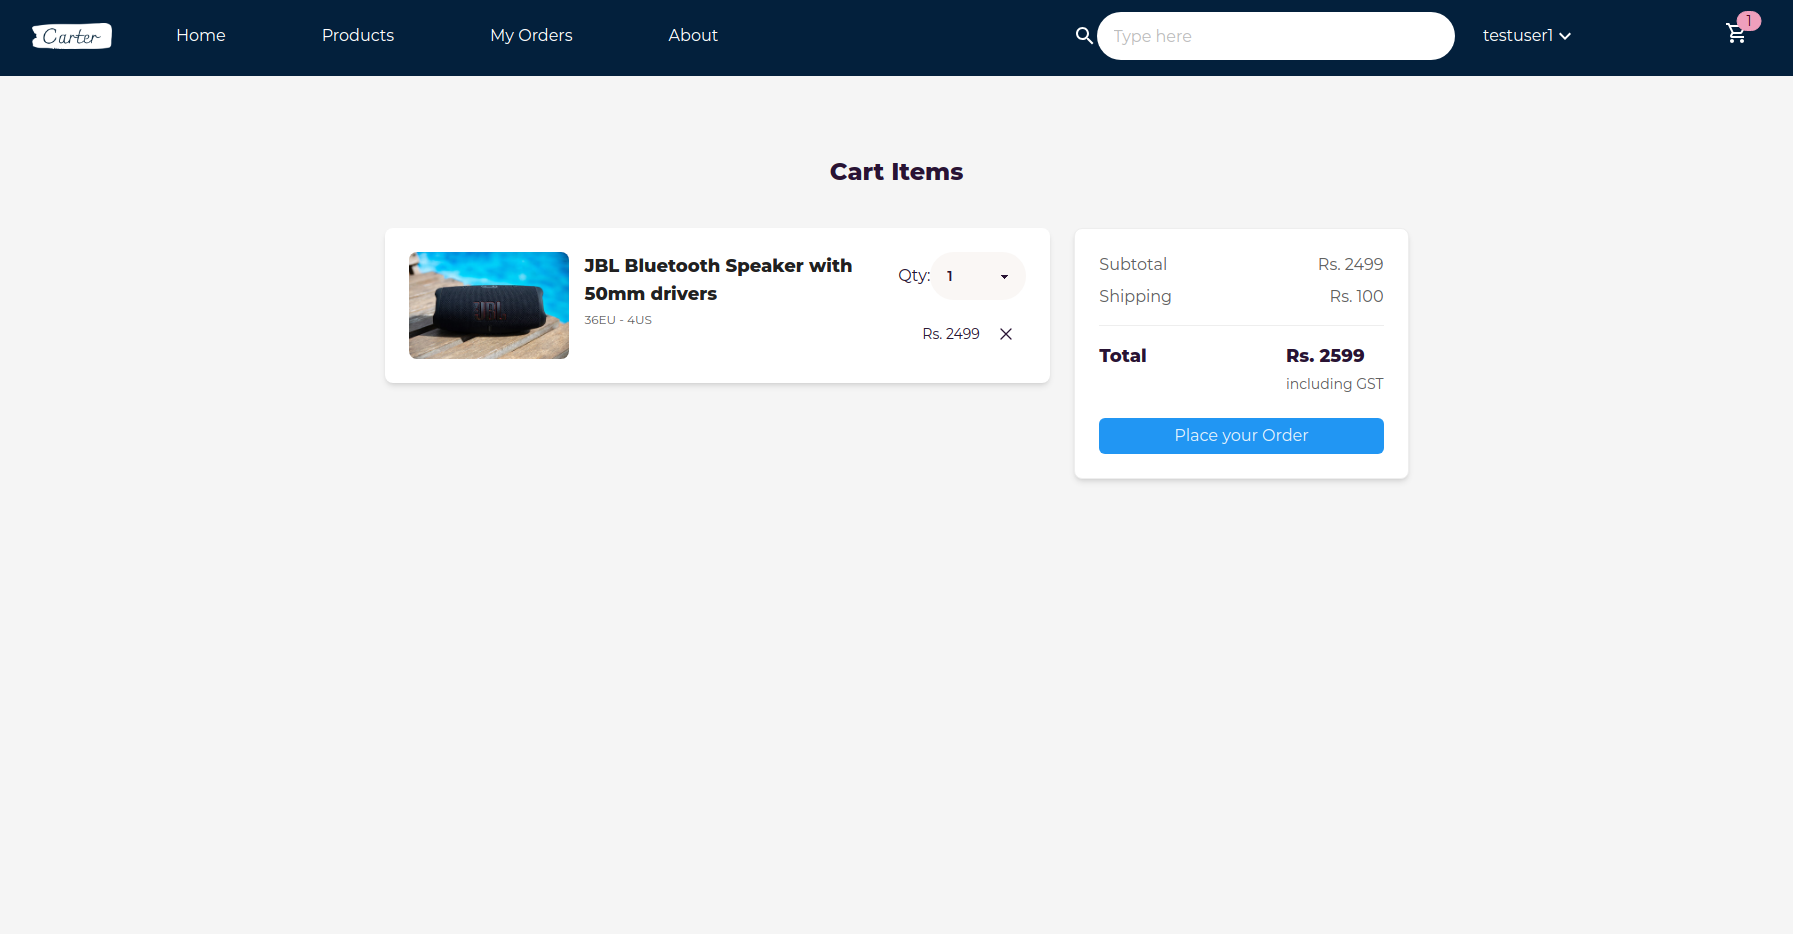 Carter
Home
Products
My Orders
About
Type here
testuser1
1
Cart Items
JBL Bluetooth Speaker with
50mm drivers
36EU - 4US
Qty: 1
Rs. 2499
JBL
Subtotal Rs. 2499
Shipping Rs. 100
Total Rs. 2599
including GST
Place your Order